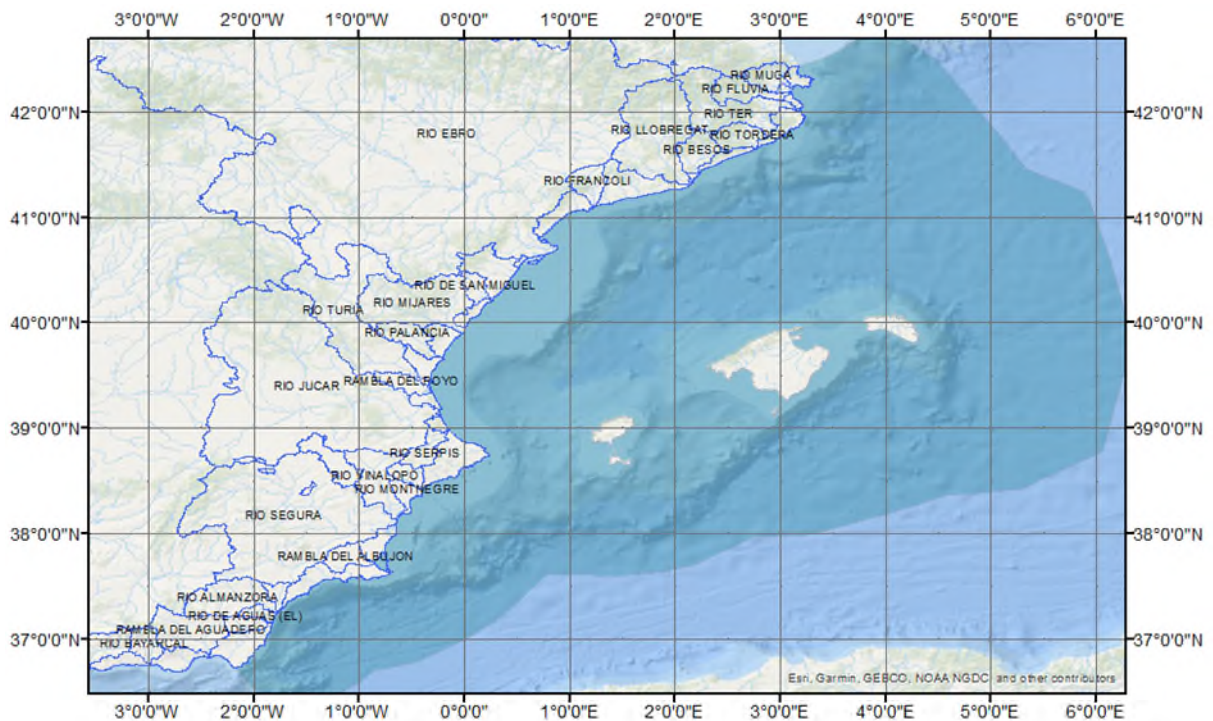 3°0'0"W 2°0'0"W 1°0'0"W 0°0'0" 1°0'0"E 2°0'0"E 3°0'0"E 4°0'0"E 5°0'0"E 6°0'0"E
RIO MUGA
RIO FLUVIA
42°0'0"N RIO TER 42°0'0"N
RIO EBRO RIO LLOBREGAT RIO TORDERA
RIO BESOS
RIO FRANCOLI
41°0'0"N 41°0'0"N
RIO DE SAN MIGUEL
RIO MIJARES
RIO TURIA
40°0'0"N 40°0'0"N
RIO PALANCIA
RIO JUCAR RAMBLA DEL POYO
39°0'0"N 39°0'0"N
RIO SERPIS
RIO VINALOPO
RIO MONTNEGRE
RIO SEGURA
38°0'0"N 38°0'0"N
RAMBLA DEL ALBUJON
RIO ALMANZORA
RIO DE AGUAS (EL)
RAMBLA DEL AGUADERO
37°0'0"N RIO BAYARCAL 37°0'0"N
Esri, Garmin, GEBCO, NOAA NGDC, and other contributors
3°0'0"W 2°0'0"W 1°0'0"W 0°0'0" 1°0'0"E 2°0'0"E 3°0'0"E 4°0'0"E 5°0'0"E 6°0'0"E